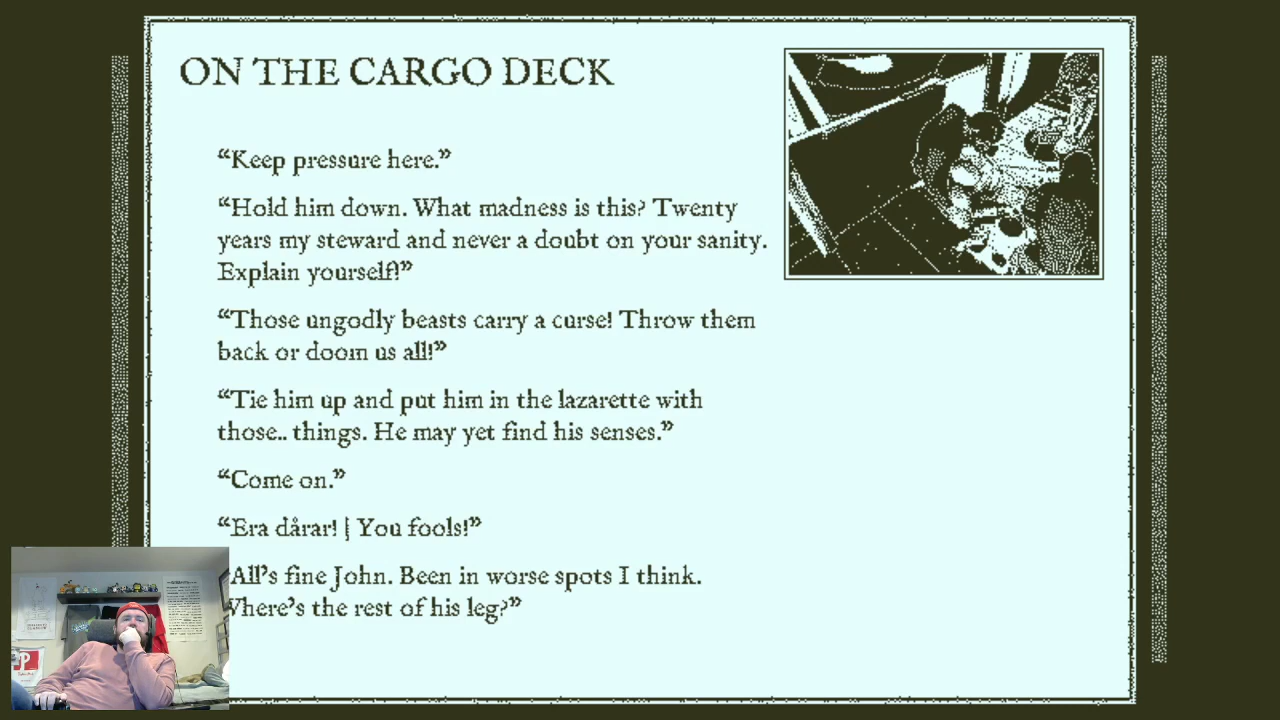 ON THE CARGO DECK
“Keep pressure here.”
“Hold him down. What madness is this? Twenty
years my steward and never a doubt on your sanity.
Explain yourself!”
“Those ungodly beasts carry a curse! Throw them
back or doom us all!”
“Tie him up and put him in the lazarette with
those.. things. He may yet find his senses.”
“Come on.”
“Era dårar! | You fools!”
All’s fine John. Been in worse spots I think.
Where’s the rest of his leg?”